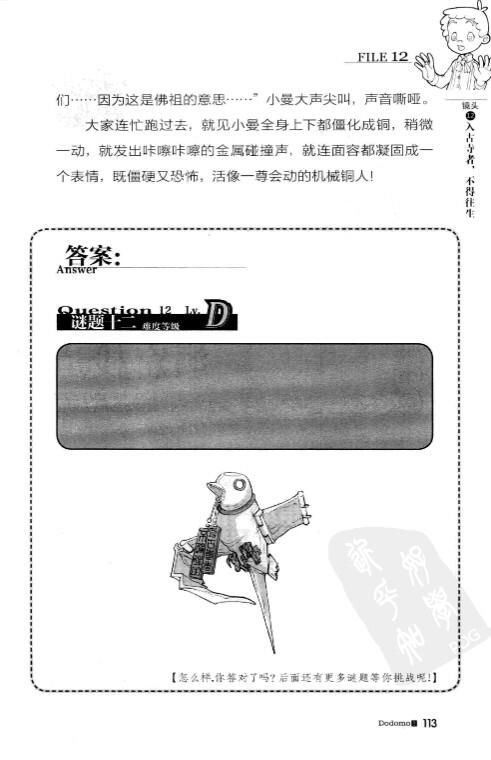 FILE 12
镜头
⑫入古寺者，不得往生
们……因为这是佛祖的意思……”小曼大声尖叫，声音嘶哑。
大家连忙跑过去，就见小曼全身上下都僵化成铜，稍微
一动，就发出咔嚓咔嚓的金属碰撞声，就连面容都凝固成一
个表情，既僵硬又恐怖，活像一尊会动的机械铜人！
答案：
Answer
Question 12 Lv. D
谜题十二 难度等级
PDG
【怎么样，你答对了吗？后面还有更多谜题等你挑战呢！】
Dodomo 113